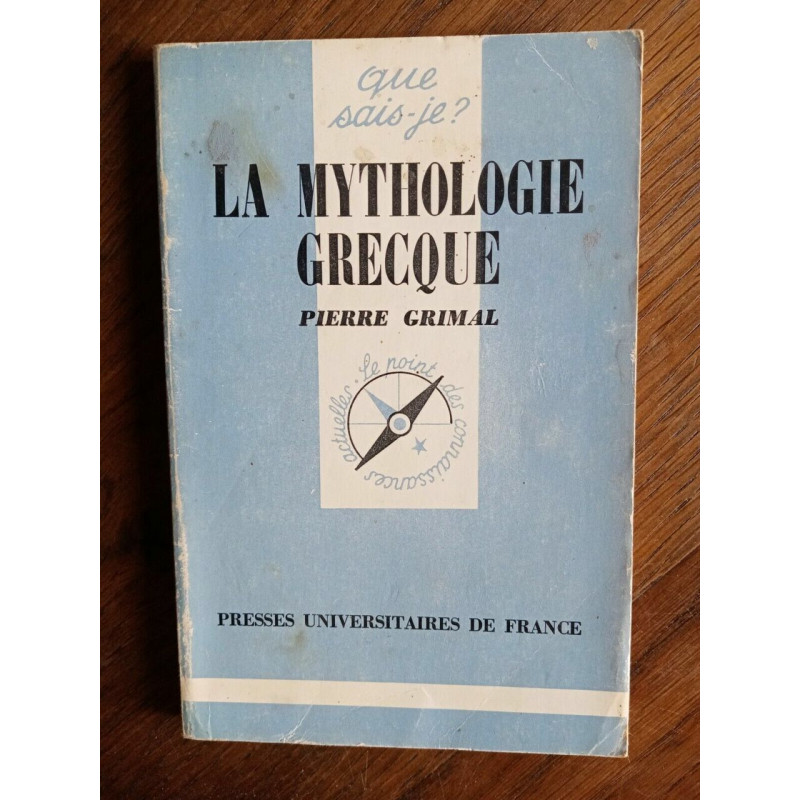 que
sais-je?
LA MYTHOLOGIE
GRECQUE
PIERRE GRIMAL
Le point des connaissances actuelles.
PRESSES UNIVERSITAIRES DE FRANCE